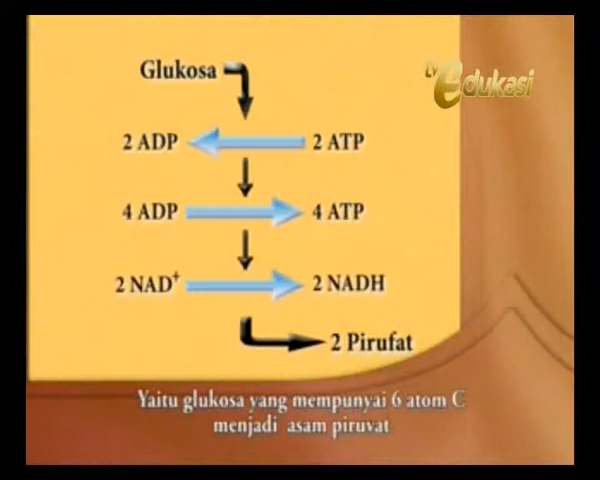 tv edukasi
Glukosa
2 ADP 2 ATP
4 ADP 4 ATP
2 NAD⁺ 2 NADH
2 Pirufat
Yaitu glukosa yang mempunyai 6 atom C
menjadi asam piruvat